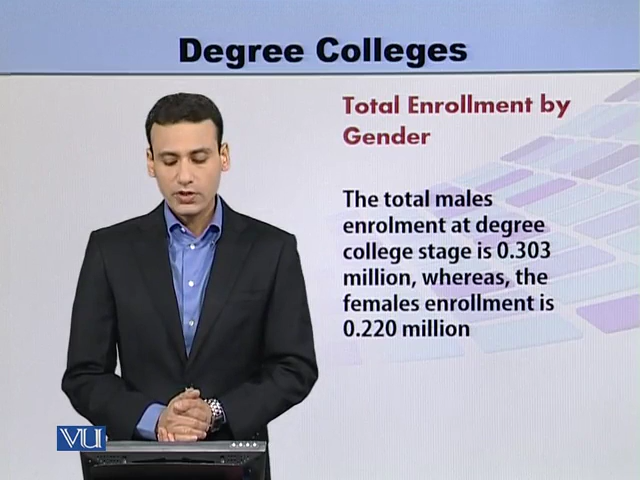 Degree Colleges
Total Enrollment by
Gender
The total males
enrolment at degree
college stage is 0.303
million, whereas, the
females enrollment is
0.220 million
VU